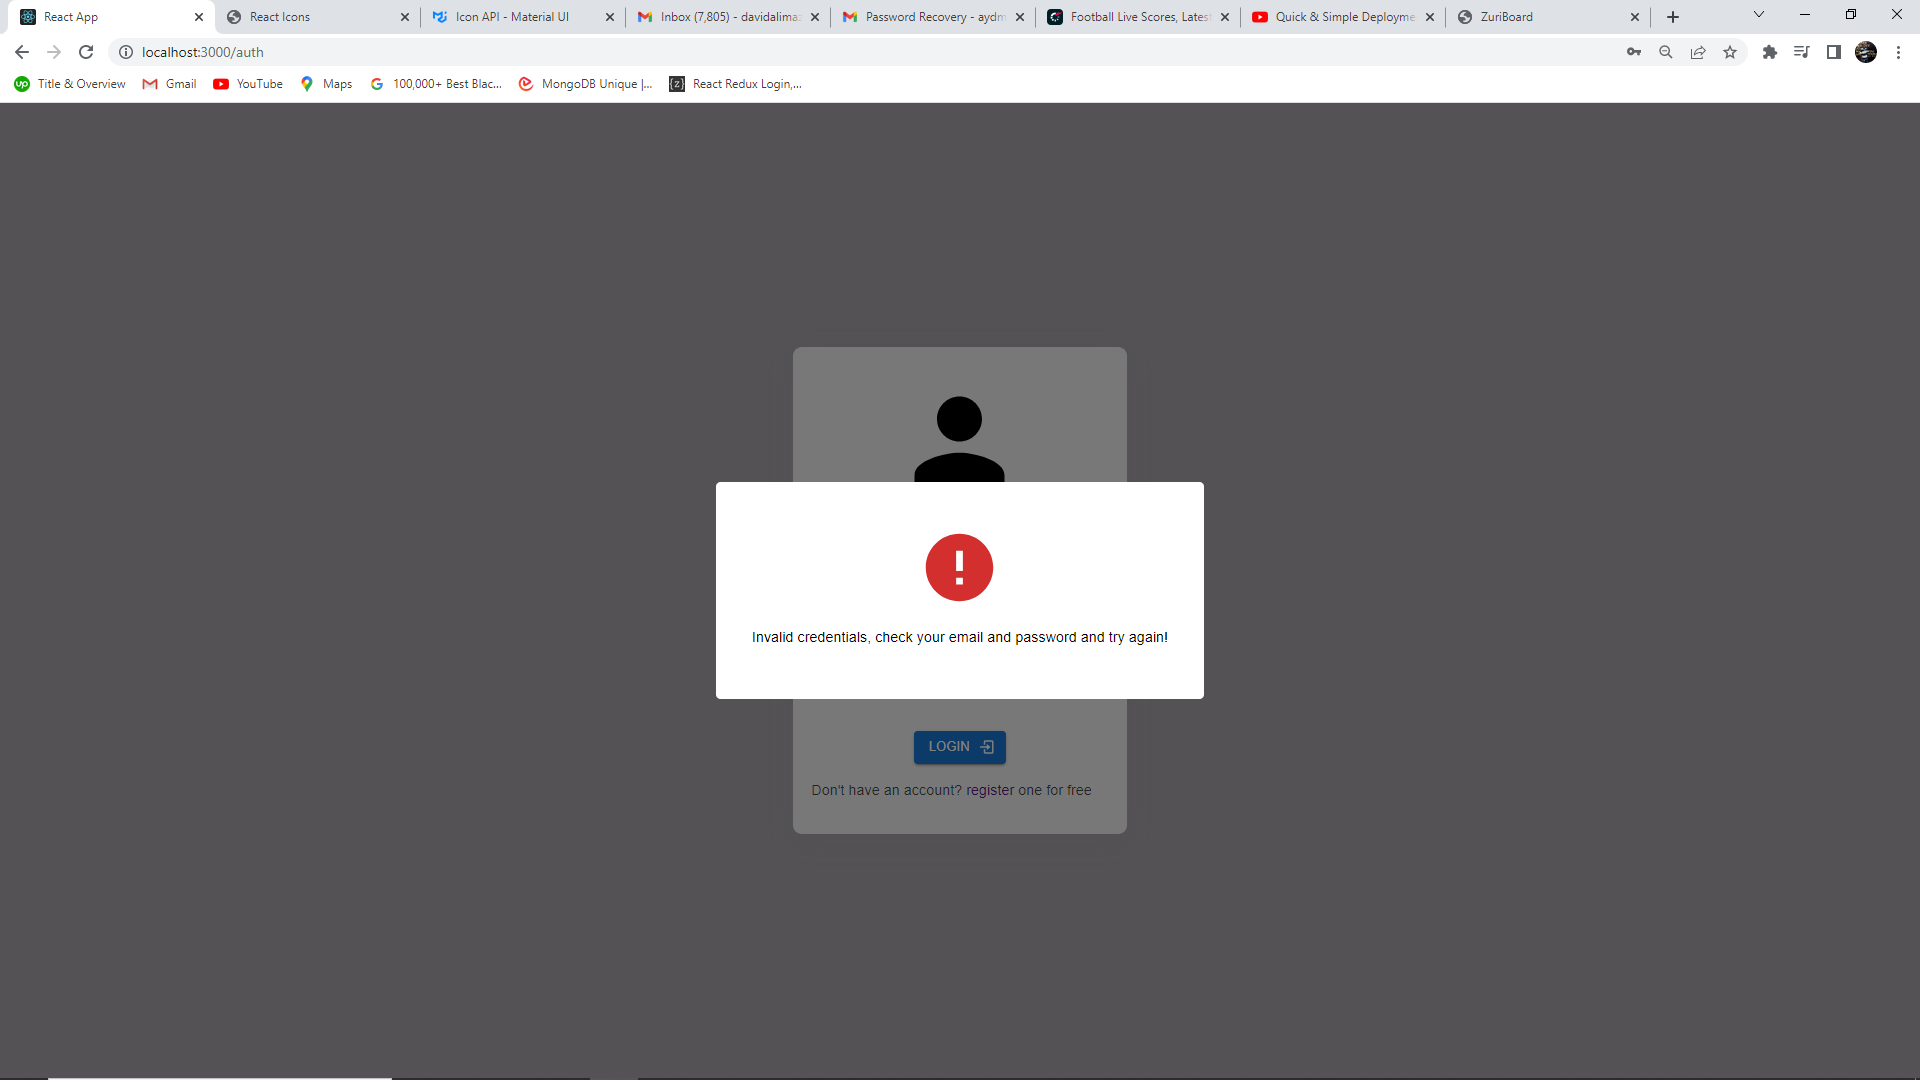 React App
React Icons
Icon API - Material UI
Inbox (7,805) - davidalimaz
Password Recovery - aydm
Football Live Scores, Latest
Quick & Simple Deployme
ZuriBoard
localhost:3000/auth
Title & Overview
Gmail
YouTube
Maps
100,000+ Best Blac...
MongoDB Unique |...
React Redux Login,...
Invalid credentials, check your email and password and try again!
LOGIN
Don't have an account? register one for free